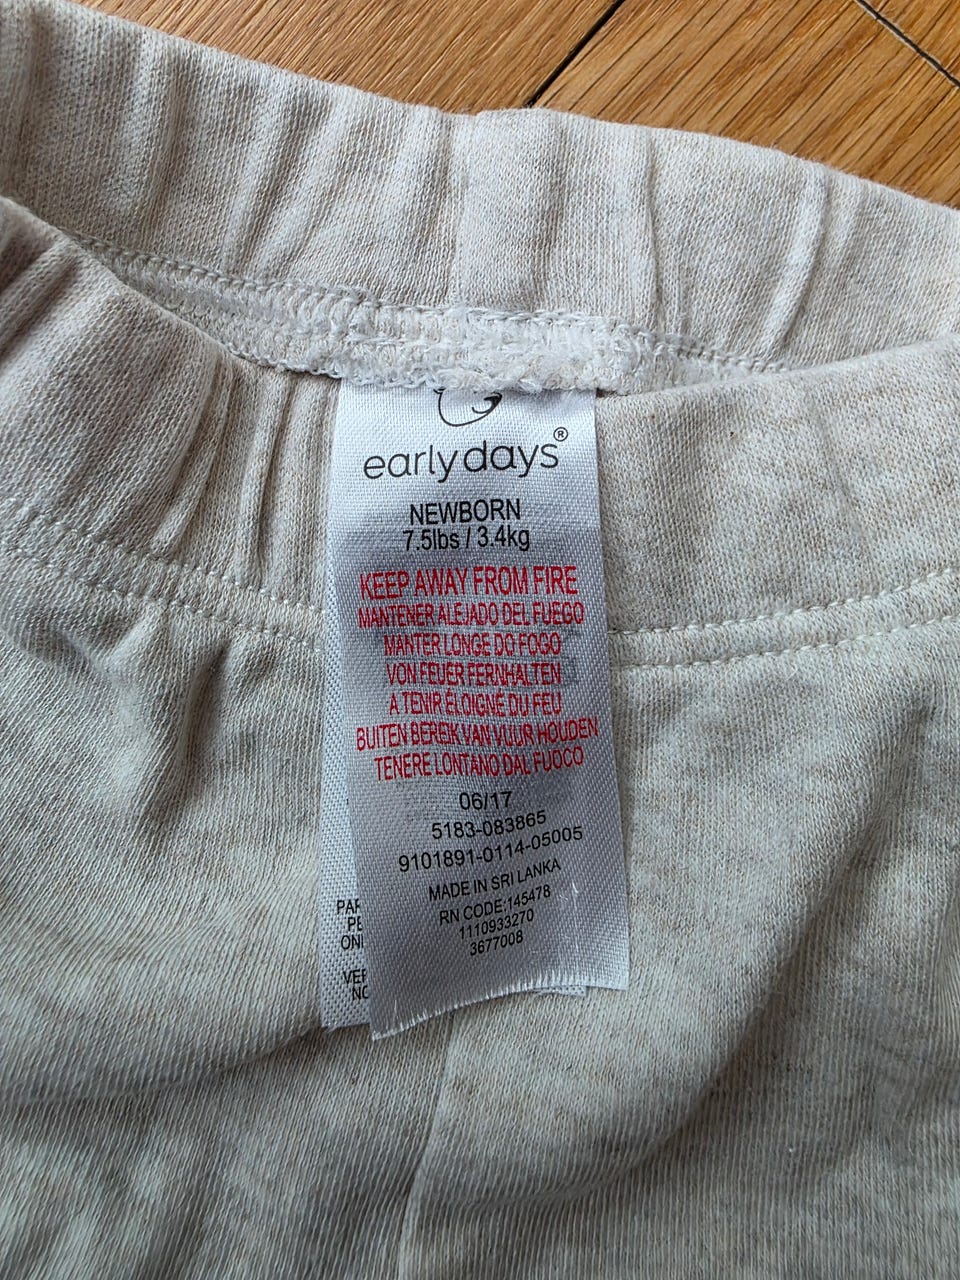 earlydays®
NEWBORN
7.5lbs / 3.4kg
KEEP AWAY FROM FIRE
MANTENER ALEJADO DEL FUEGO
MANTER LONGE DO FOGO
VON FEUER FERNHALTEN
A TENIR ÉLOIGNÉ DU FEU
BUITEN BEREIK VAN VUUR HOUDEN
TENERE LONTANO DAL FUOCO
06/17
5183-083865
9101891-0114-05005
MADE IN SRI LANKA
RN CODE:145478
1110933270
3677008